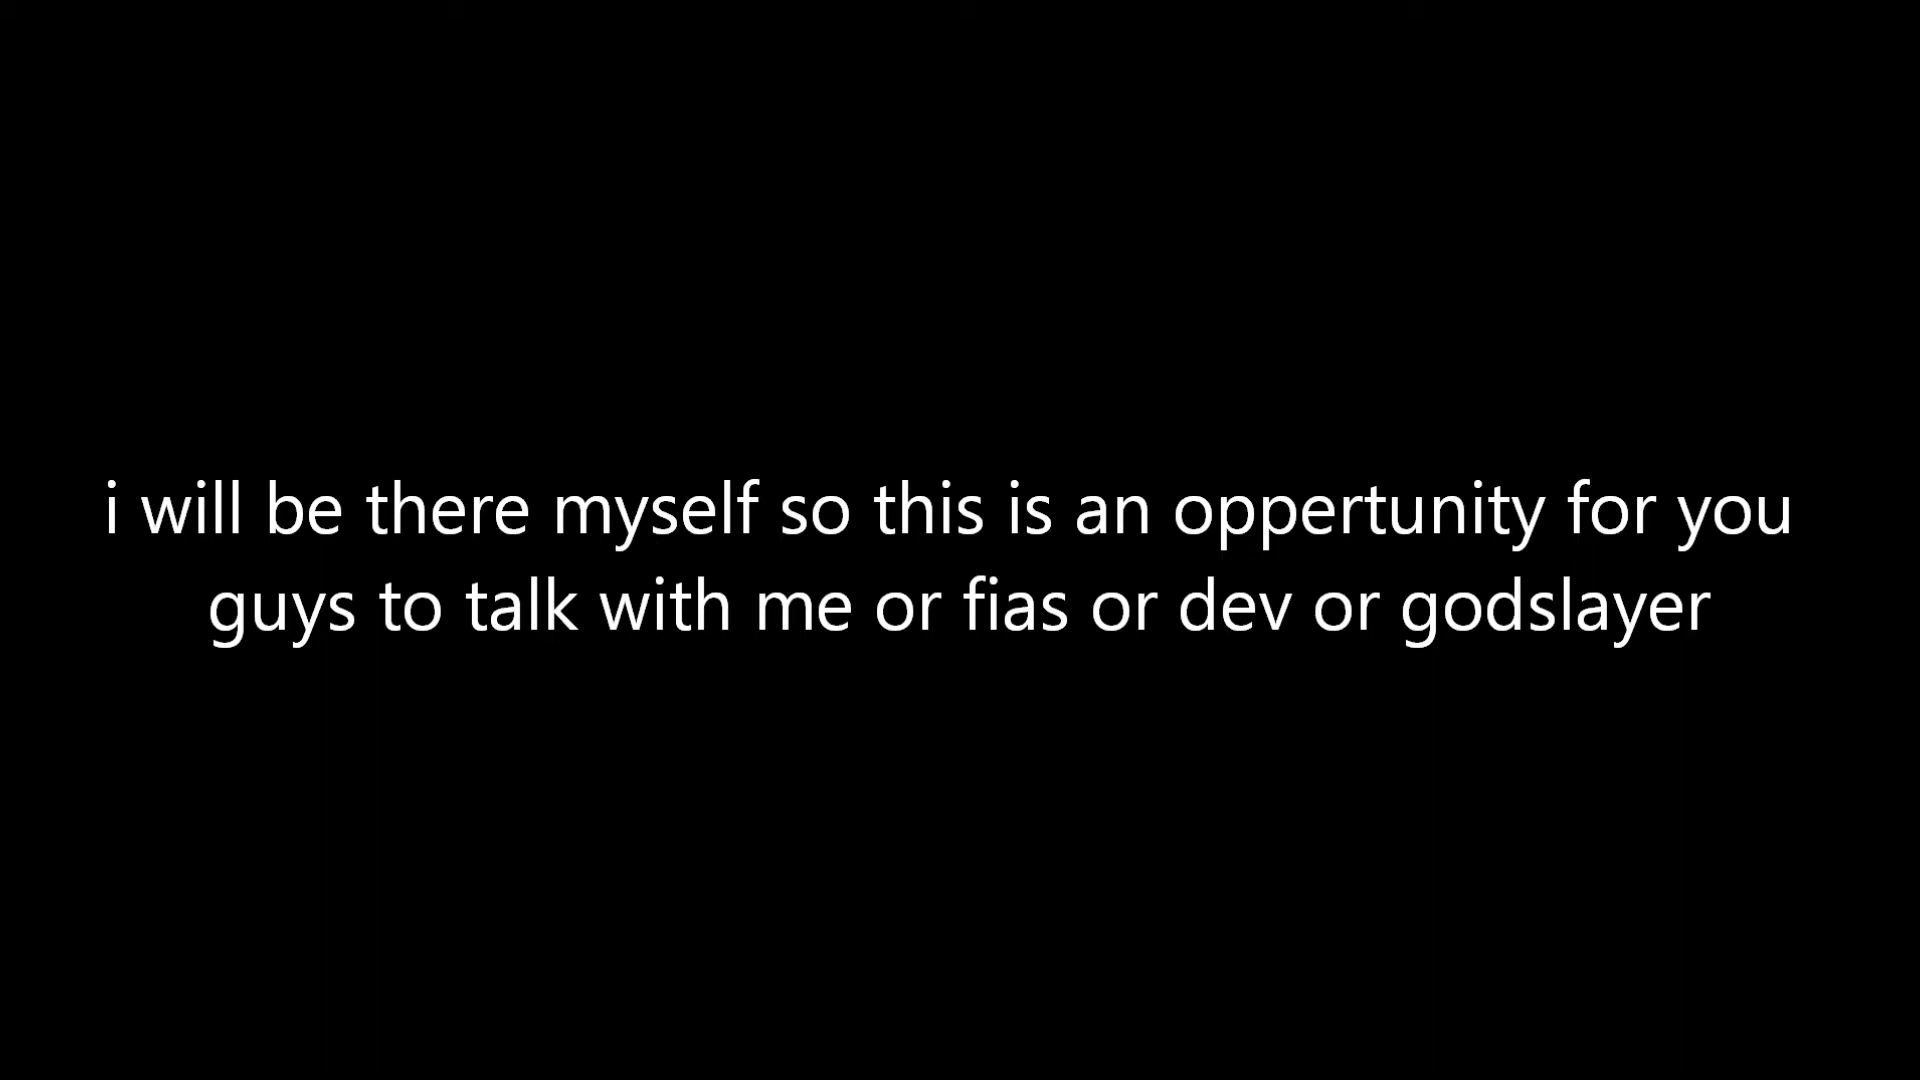 i will be there myself so this is an oppertunity for you
guys to talk with me or fias or dev or godslayer